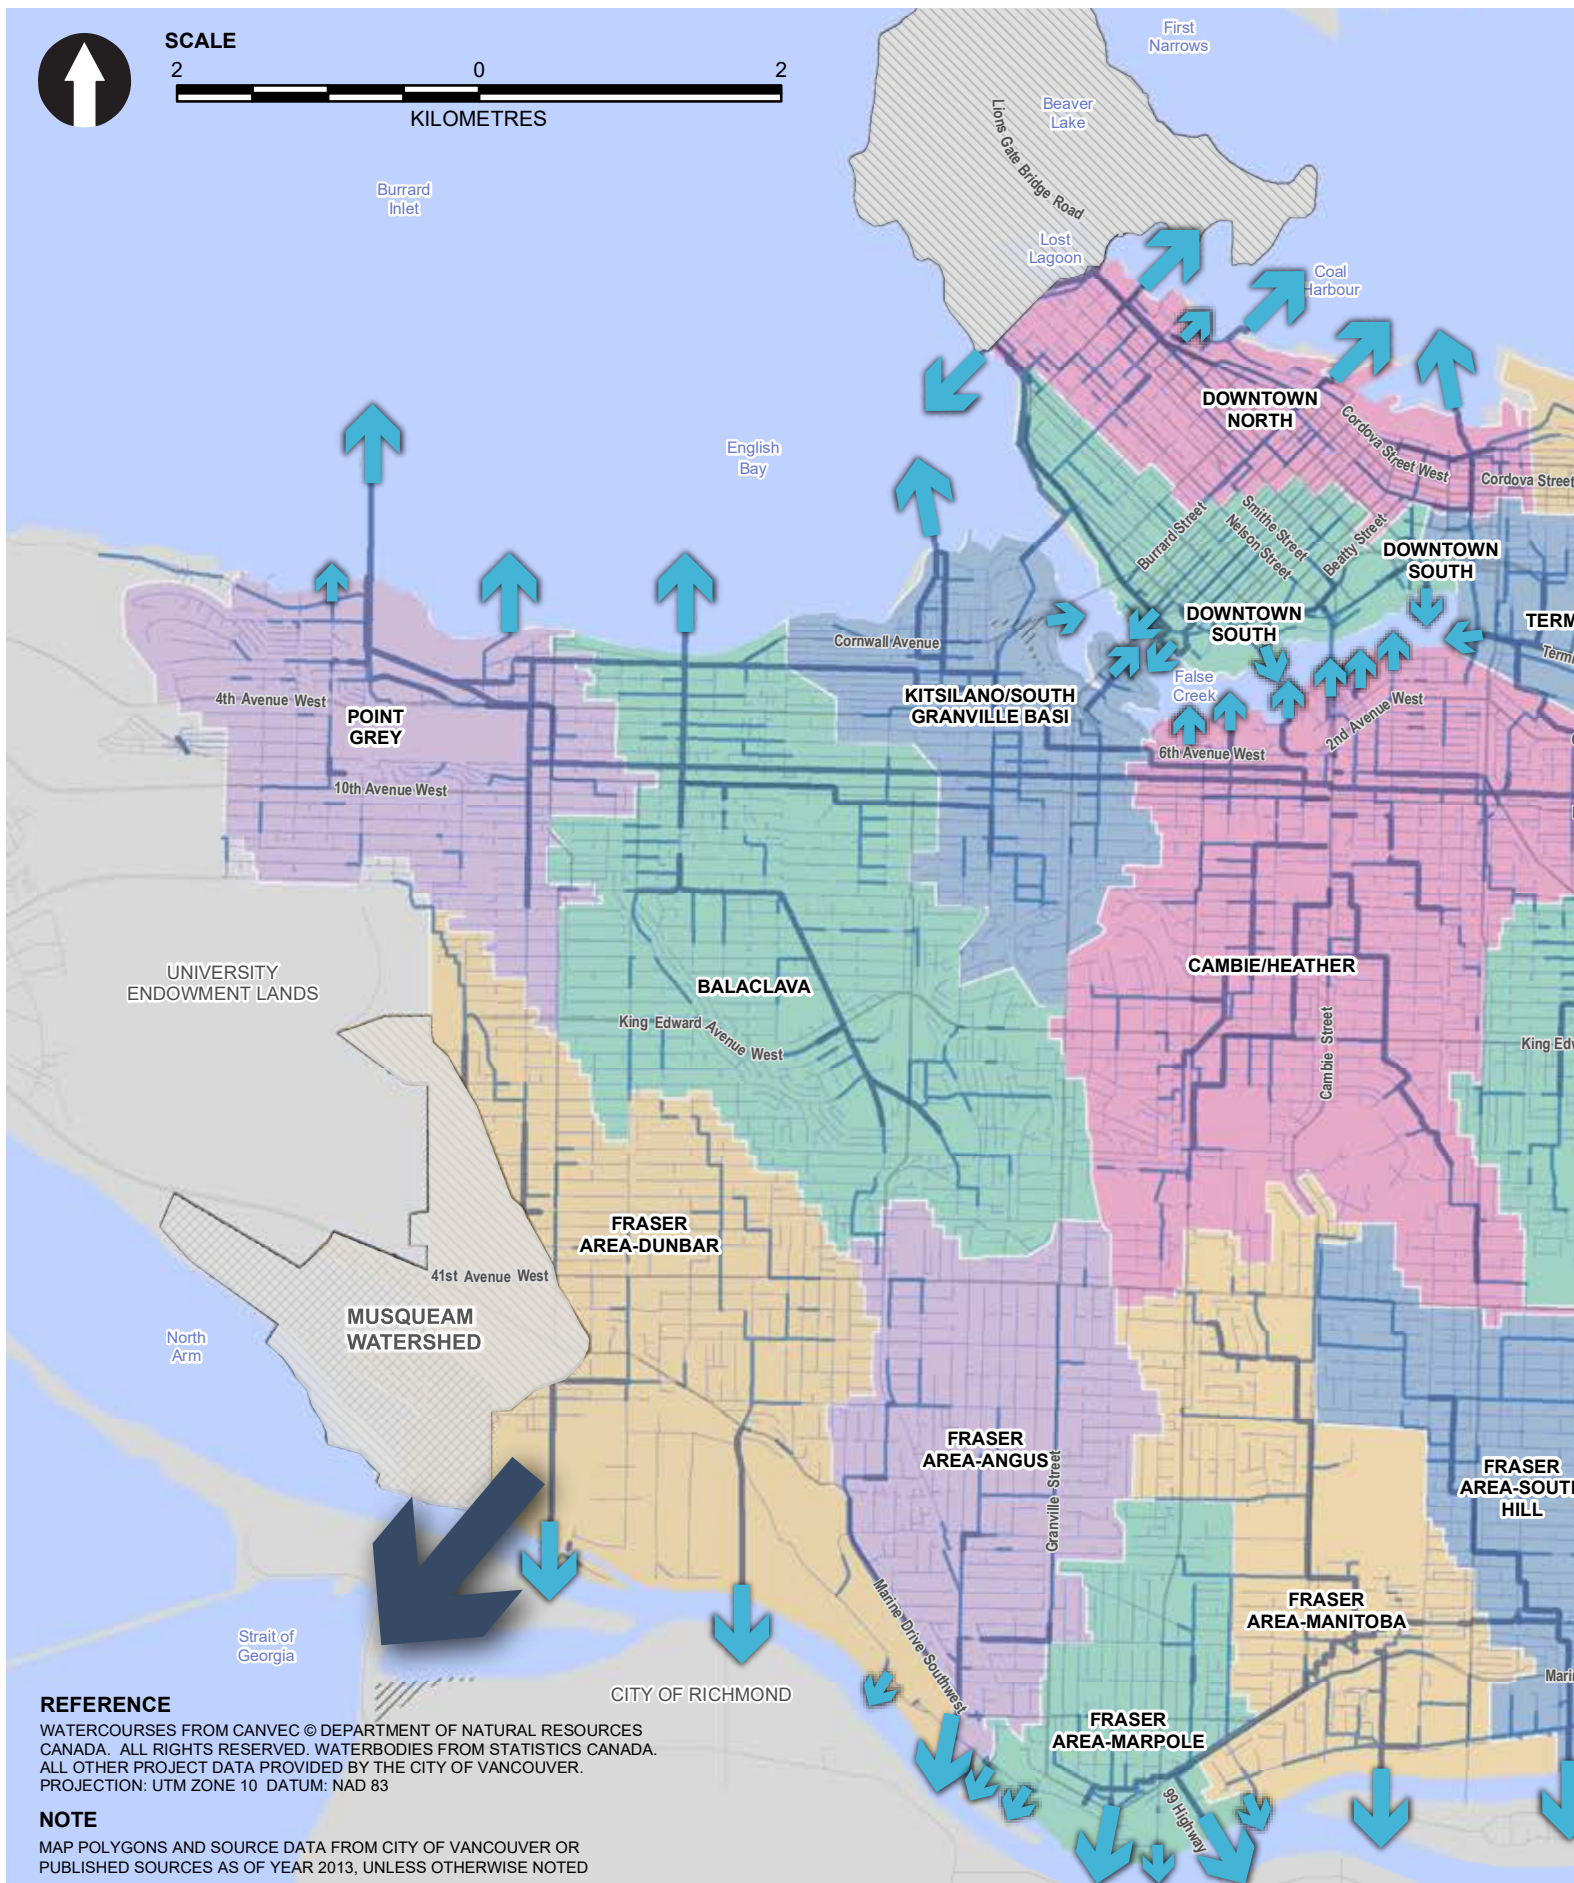 SCALE
2 0 2
KILOMETRES
First
Narrows
Beaver
Lake
Lions Gate Bridge Road
Burrard
Inlet
Lost
Lagoon
Coal
Harbour
DOWNTOWN
NORTH
Cordova Street West
Cordova Street
English
Bay
Burrard Street
Smithe Street
Nelson Street
Beatty Street
DOWNTOWN
SOUTH
DOWNTOWN
SOUTH
TERM
Termi
Cornwall Avenue
False
Creek
KITSILANO/SOUTH
GRANVILLE BASI
4th Avenue West
POINT
GREY
2nd Avenue West
6th Avenue West
10th Avenue West
UNIVERSITY
ENDOWMENT LANDS
CAMBIE/HEATHER
BALACLAVA
King Edward Avenue West
Cambie Street
King Edw
FRASER
AREA-DUNBAR
41st Avenue West
MUSQUEAM
WATERSHED
North
Arm
FRASER
AREA-ANGUS
Granville Street
FRASER
AREA-SOUTH
HILL
FRASER
AREA-MANITOBA
Marine Drive Southwest
Strait of
Georgia
Mari
CITY OF RICHMOND
FRASER
AREA-MARPOLE
99 Highway
REFERENCE
WATERCOURSES FROM CANVEC © DEPARTMENT OF NATURAL RESOURCES
CANADA. ALL RIGHTS RESERVED. WATERBODIES FROM STATISTICS CANADA.
ALL OTHER PROJECT DATA PROVIDED BY THE CITY OF VANCOUVER.
PROJECTION: UTM ZONE 10 DATUM: NAD 83
NOTE
MAP POLYGONS AND SOURCE DATA FROM CITY OF VANCOUVER OR
PUBLISHED SOURCES AS OF YEAR 2013, UNLESS OTHERWISE NOTED